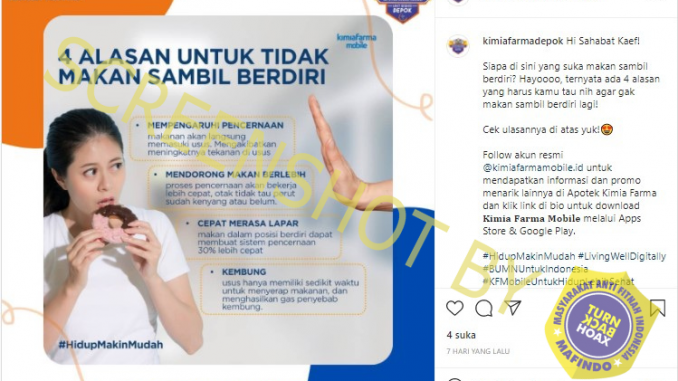 DEPOK
kimiafarma
mobile
4 ALASAN UNTUK TIDAK
MAKAN SAMBIL BERDIRI
MEMPENGARUHI PENCERNAAN
makanan akan langsung
memasuki usus. Mengakibatkan
meningkatnya tekanan di usus
MENDORONG MAKAN BERLEBIH
proses pencernaan akan bekerja
lebih cepat, otak tidak tau perut
sudah kenyang atau belum.
CEPAT MERASA LAPAR
makan dalam posisi berdiri dapat
membuat sistem pencernaan
30% lebih cepat
KEMBUNG
usus hanya memiliki sedikit waktu
untuk menyerap makanan, dan
menghasilkan gas penyebab
kembung.
#HidupMakinMudah
SCREENSHOT BY
kimiafarmadepok Hi Sahabat Kaef!
Siapa di sini yang suka makan sambil
berdiri? Hayoooo, ternyata ada 4 alasan
yang harus kamu tau nih agar gak
makan sambil berdiri lagi!
Cek ulasannya di atas yuk!
Follow akun resmi
@kimiafarmamobile.id untuk
mendapatkan informasi dan promo
menarik lainnya di Apotek Kimia Farma
dan klik link di bio untuk download
Kimia Farma Mobile melalui Apps
Store & Google Play.
#HidupMakinMudah #LivingWellDigitally
#BUMNUntukIndonesia
4 suka
7 HARI YANG LALU
MASYARAKAT ANTI FITNAH INDONESIA
TURN
BACK
HOAX
MAFINDO